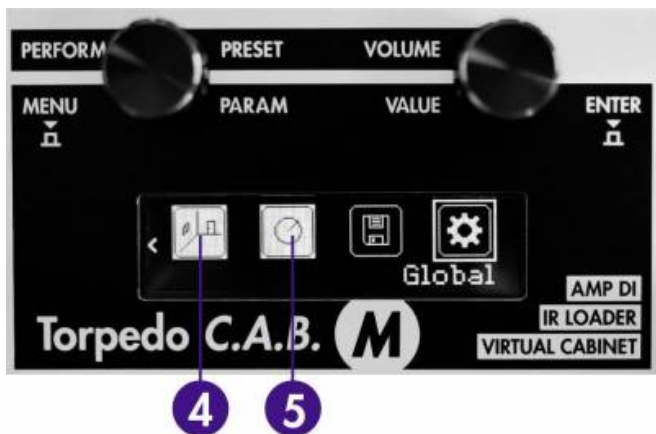 PERFORM PRESET VOLUME
MENU PARAM VALUE ENTER
Global
AMP DI
IR LOADER
Torpedo C.A.B. M VIRTUAL CABINET
4 5